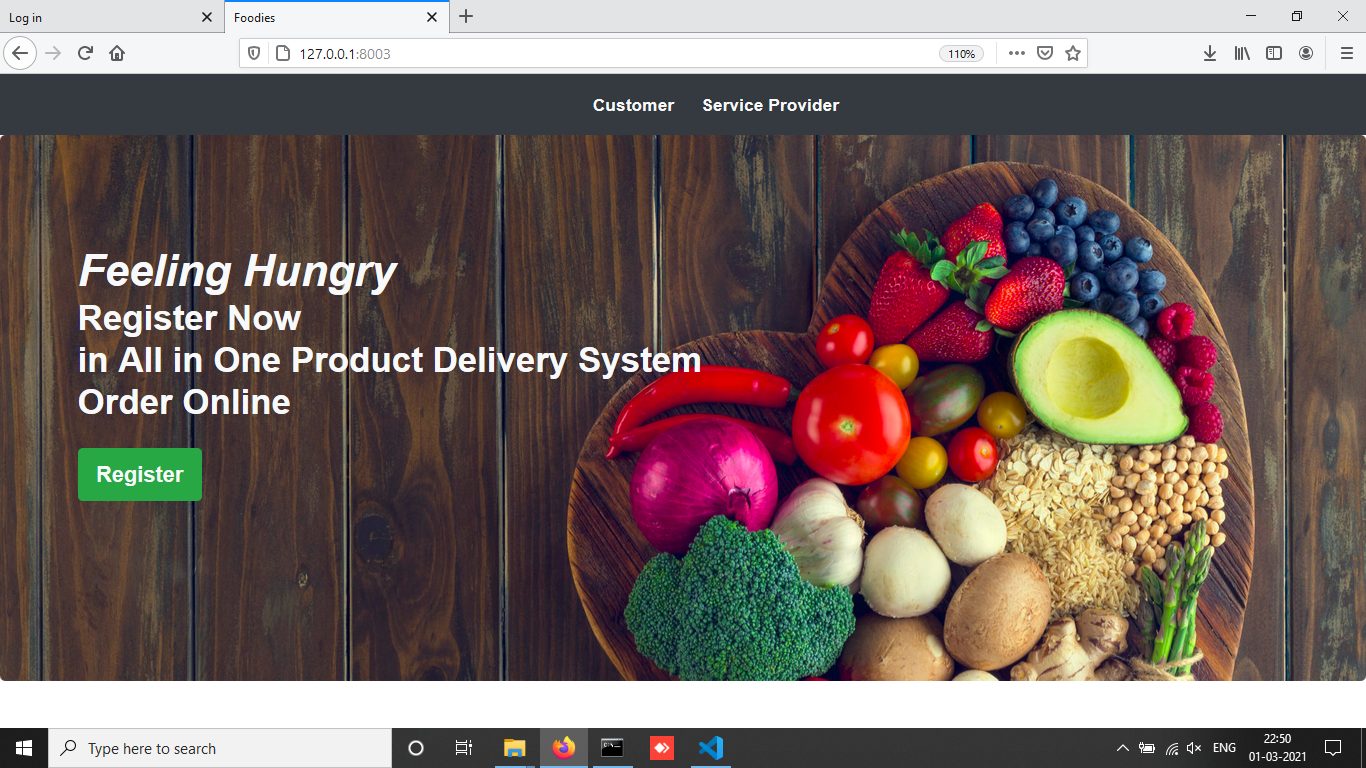 Log in
Foodies
127.0.0.1:8003
110%
Customer
Service Provider
Feeling Hungry
Register Now
in All in One Product Delivery System
Order Online
Register
Type here to search
ENG
22:50
01-03-2021